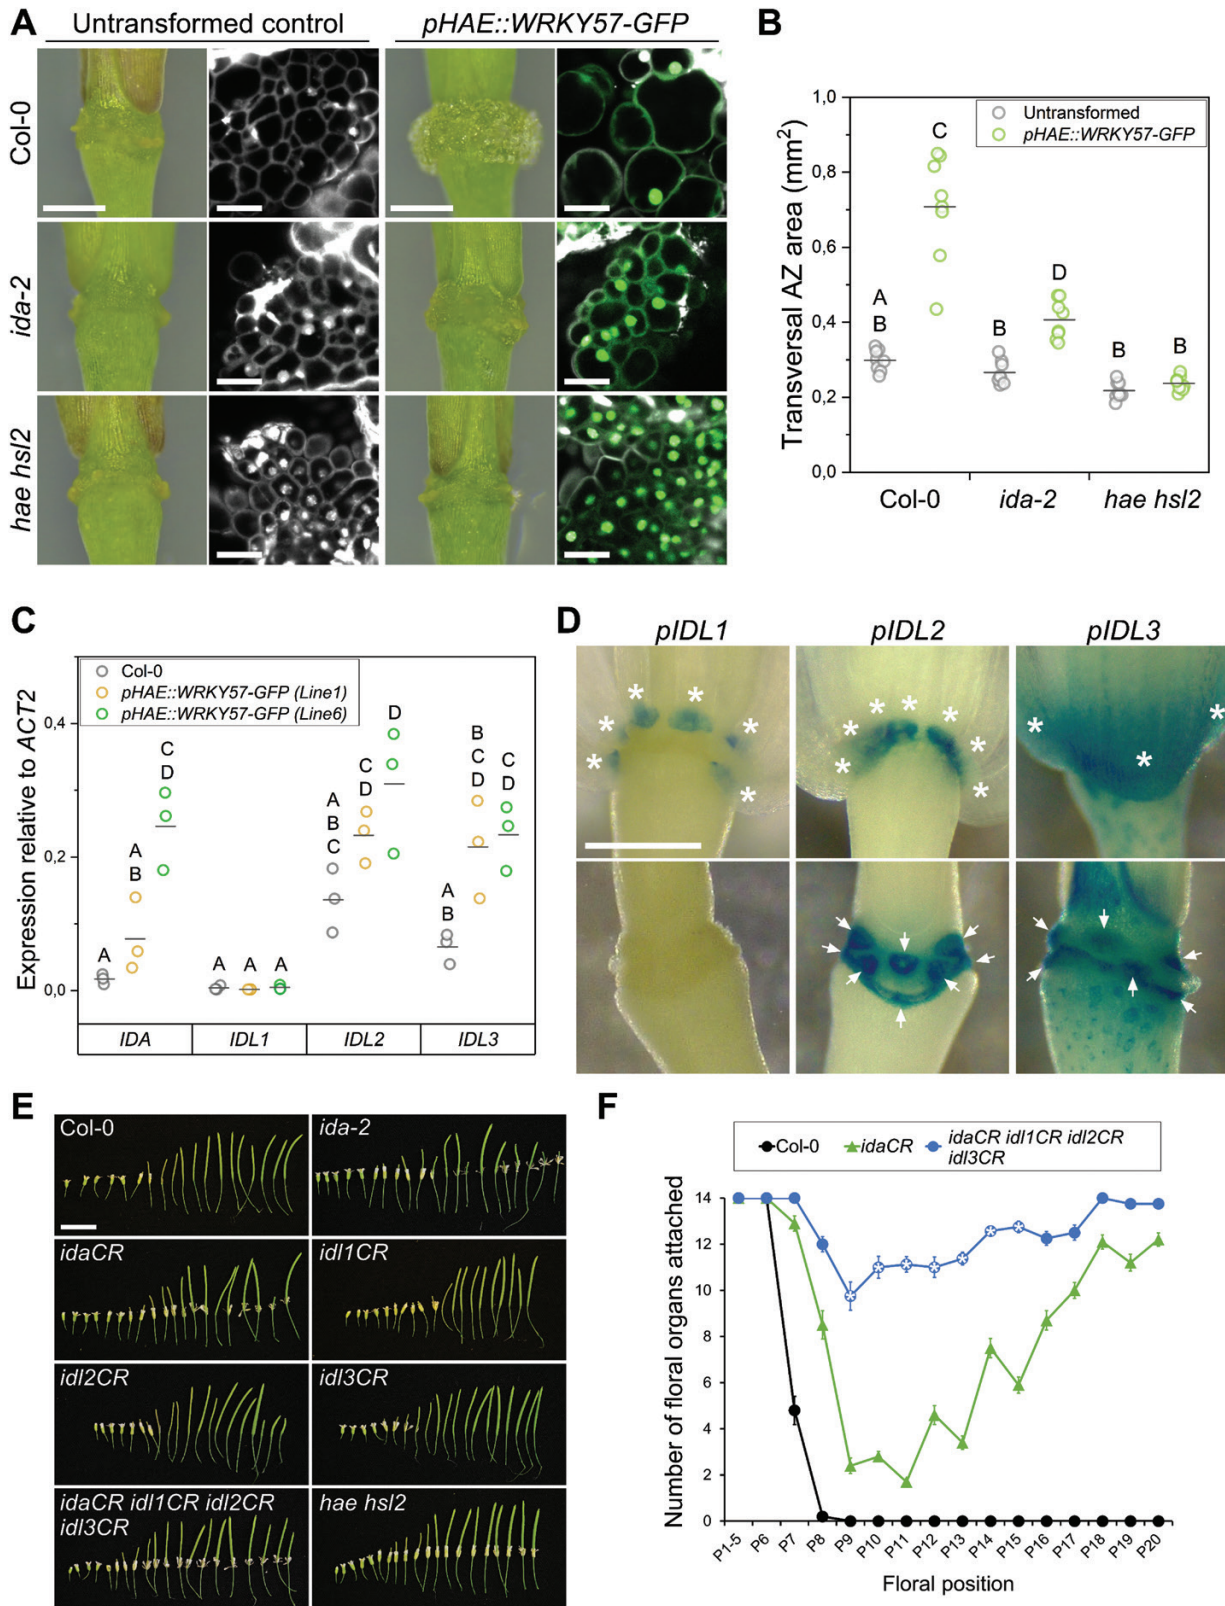 A
Untransformed control
pHAE::WRKY57-GFP
Col-0
ida-2
hae hsl2
B
Transversal AZ area (mm²)
1,0
0,8
0,6
0,4
0,2
0,0
Untransformed
pHAE::WRKY57-GFP
A
B
C
B
D
B
B
Col-0
ida-2
hae hsl2
C
Expression relative to ACT2
0,4
0,2
0,0
Col-0
pHAE::WRKY57-GFP (Line1)
pHAE::WRKY57-GFP (Line6)
A
A
B
C
D
A
A
A
A
B
C
C
D
D
A
B
B
C
D
C
D
IDA
IDL1
IDL2
IDL3
D
pIDL1
pIDL2
pIDL3
* * * * * * *
* * * * * * * *
* * *
E
Col-0
ida-2
idaCR
idl1CR
idl2CR
idl3CR
idaCR idl1CR idl2CR
idl3CR
hae hsl2
F
Col-0
idaCR
idaCR idl1CR idl2CR
idl3CR
Number of floral organs attached
14
12
10
8
6
4
2
0
P1-5
P6
P7
P8
P9
P10
P11
P12
P13
P14
P15
P16
P17
P18
P19
P20
Floral position